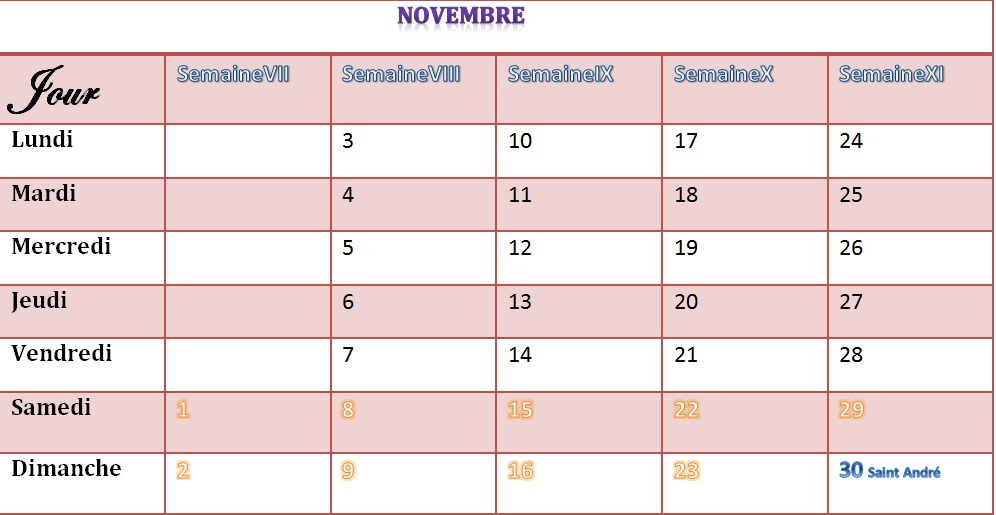 NOVEMBRE
Jour SemaineVII SemaineVIII SemaineIX SemaineX SemaineXI
Lundi 3 10 17 24
Mardi 4 11 18 25
Mercredi 5 12 19 26
Jeudi 6 13 20 27
Vendredi 7 14 21 28
Samedi 1 8 15 22 29
Dimanche 2 9 16 23 30 Saint André